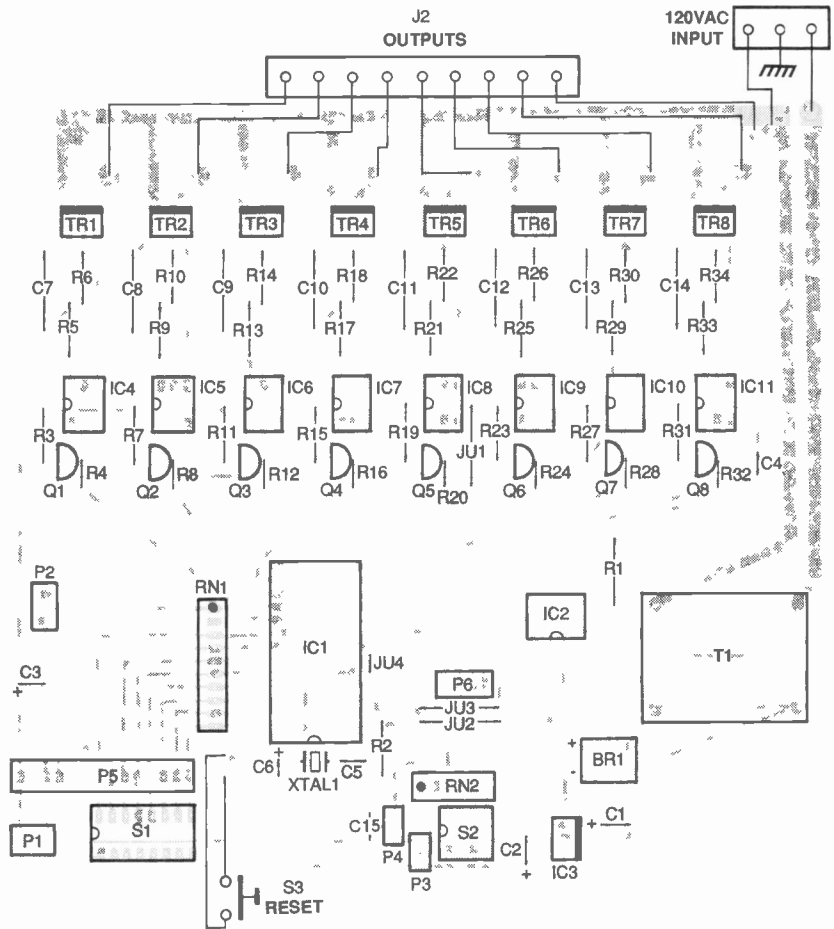 J2
OUTPUTS
120VAC
INPUT
TR1 TR2 TR3 TR4 TR5 TR6 TR7 TR8
C7 R6 C8 R10 C9 R14 C10 R18 C11 R22 C12 R26 C13 R30 C14 R34
R5 R9 R13 R17 R21 R25 R29 R33
IC4 IC5 IC6 IC7 IC8 IC9 IC10 IC11
R3 R7 R11 R15 R19 JU1 R23 R27 R31
R4 R8 R12 R16 R20 R24 R28 R32 C4
Q1 Q2 Q3 Q4 Q5 Q6 Q7 Q8
R1
P2 RN1
IC2
IC1 T1
C3 JU4 P6
+
JU3
JU2
R2 + BR1 -
+ C6 XTAL1 C5
P5
RN2
P1 S1 C15 P4 S2 C2 + IC3 + C1
P3
S3
RESET